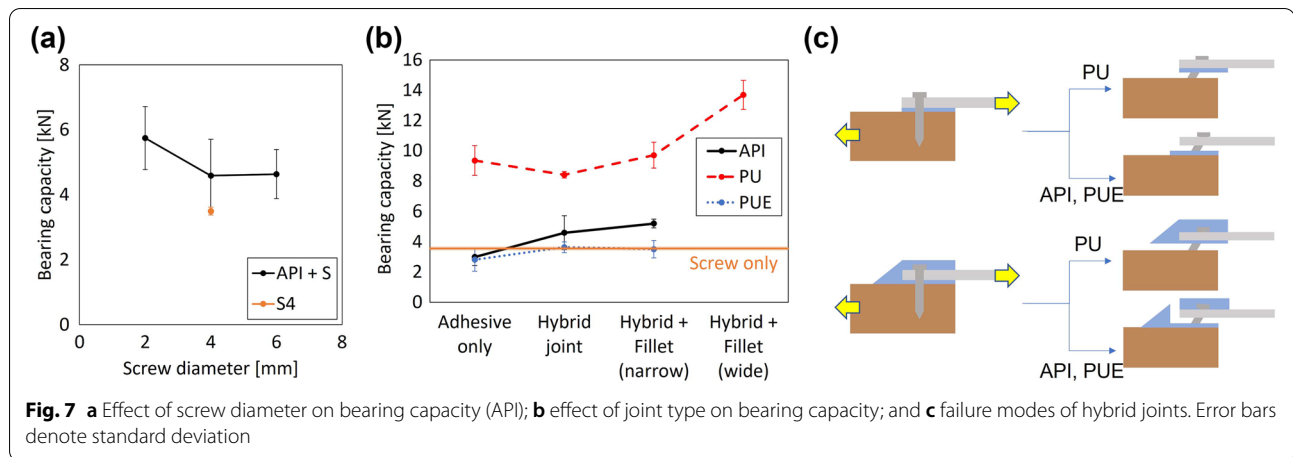 (a)
8
6
4
2
0
Bearing capacity [kN]
0 2 4 6 8
Screw diameter [mm]
API + S
S4
(b)
16
14
12
10
8
6
4
2
0
Bearing capacity [kN]
API
PU
PUE
Screw only
Adhesive
only
Hybrid
joint
Hybrid +
Fillet
(narrow)
Hybrid +
Fillet
(wide)
(c)
PU
API, PUE
PU
API, PUE
Fig. 7 a Effect of screw diameter on bearing capacity (API); b effect of joint type on bearing capacity; and c failure modes of hybrid joints. Error bars
denote standard deviation